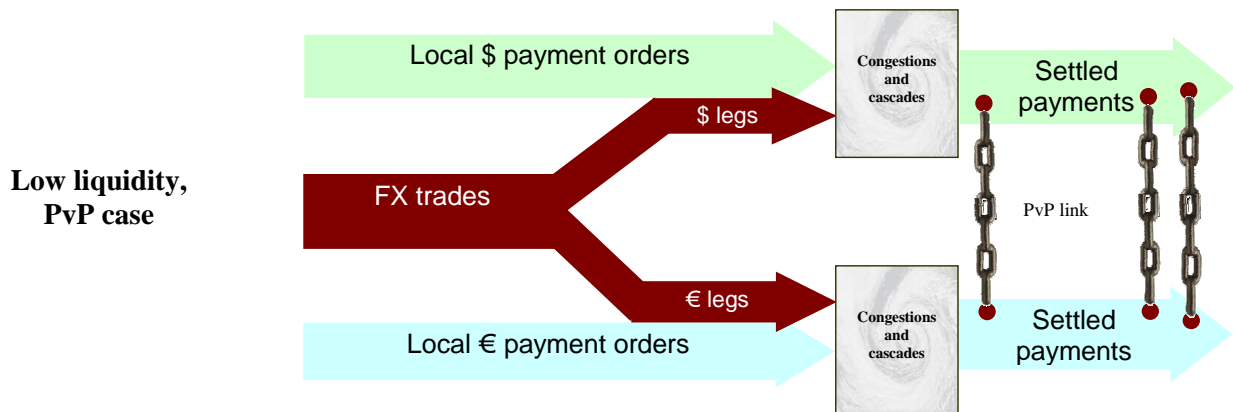 Local $ payment orders
Congestions
and
cascades
Settled
payments
$ legs
Low liquidity,
PvP case
FX trades
PvP link
€ legs
Local € payment orders
Congestions
and
cascades
Settled
payments